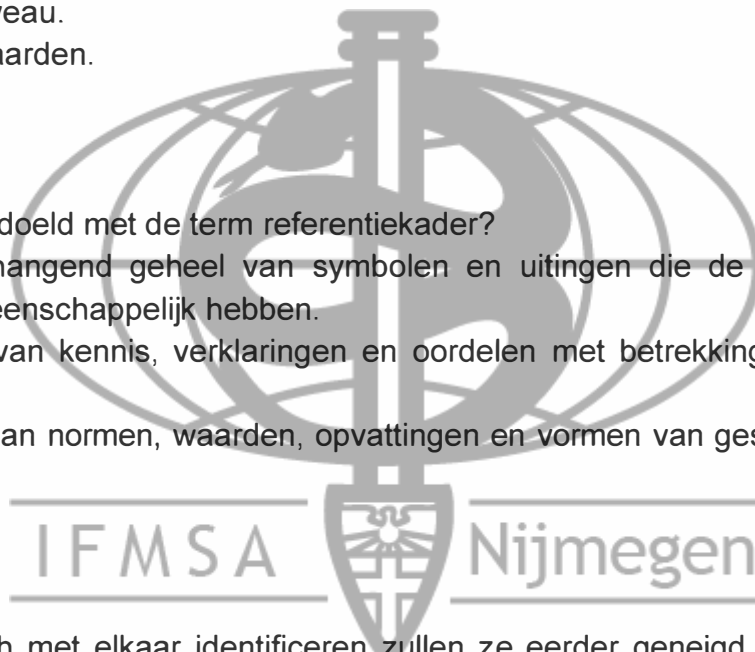 veau.
aarden.
doeld met de term referentiekader?
hangend geheel van symbolen en uitingen die de
eenschappelijk hebben.
van kennis, verklaringen en oordelen met betrekking
an normen, waarden, opvattingen en vormen van ges
IFMSA Nijmegen
h met elkaar identificeren zullen ze eerder geneigd